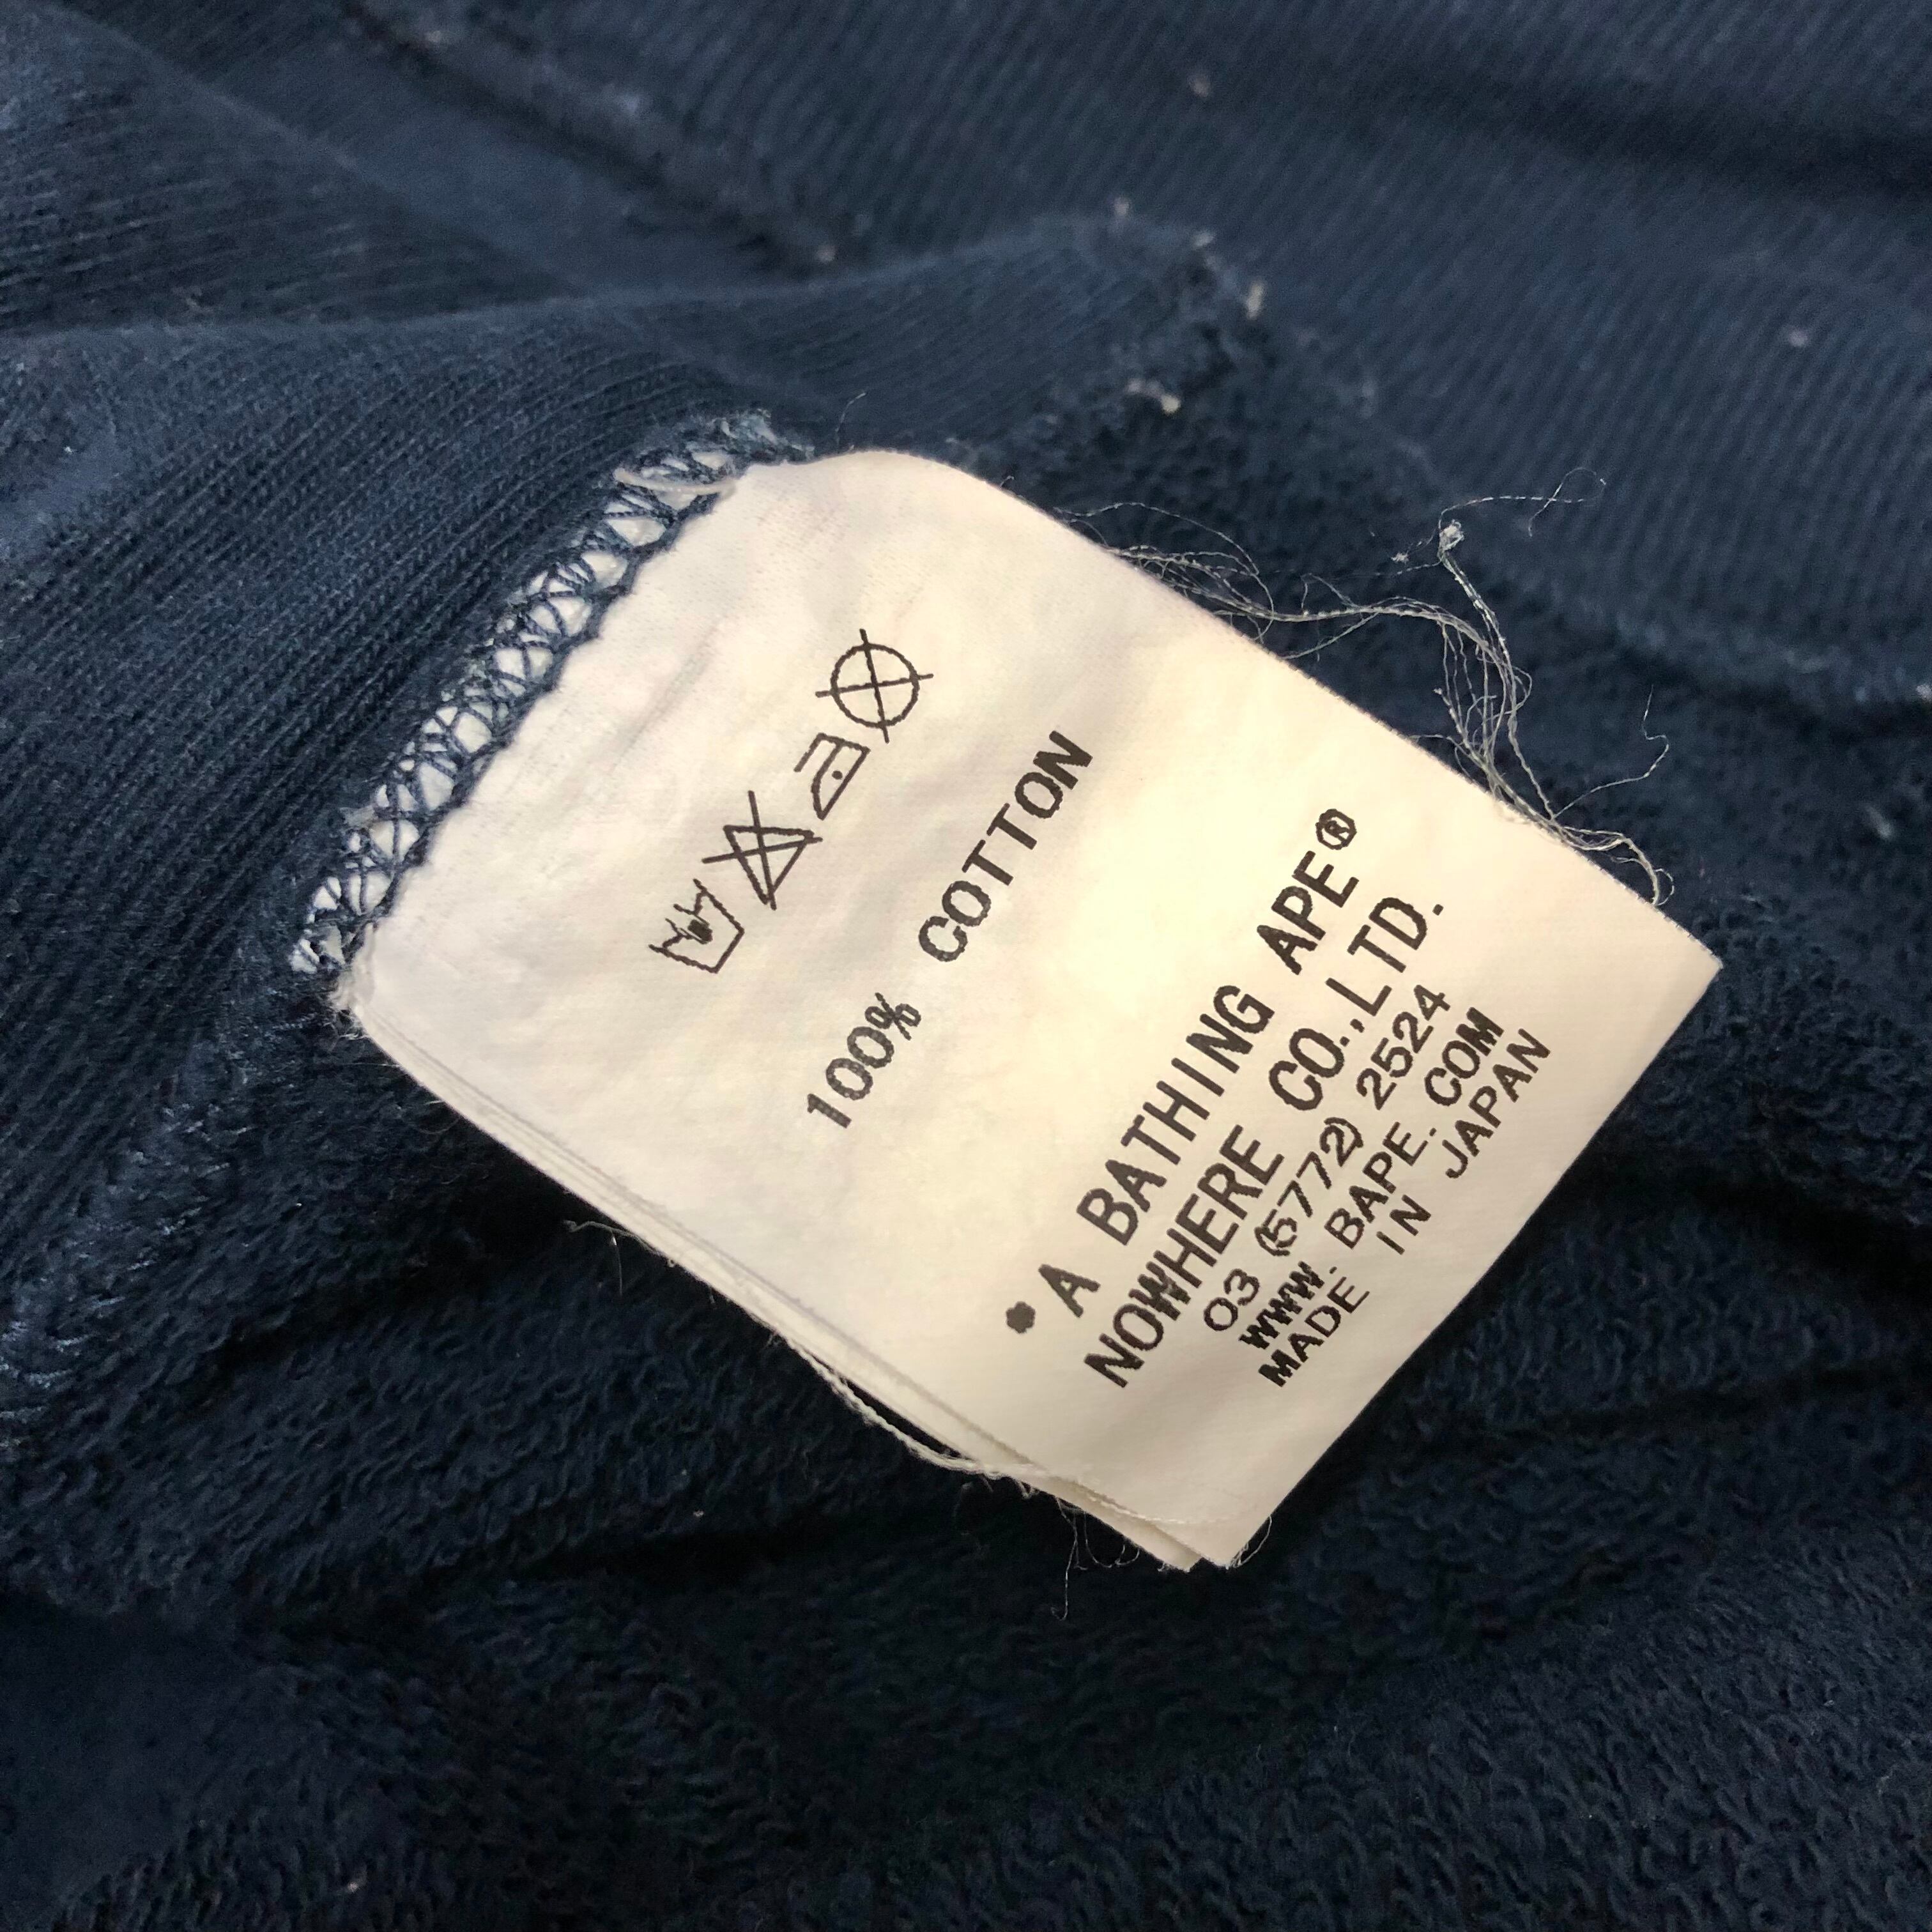 100% COTTON
•A BATHING APE®
NOWHERE CO.,LTD.
03 (5772) 2524
WWW. BAPE. COM
MADE IN JAPAN